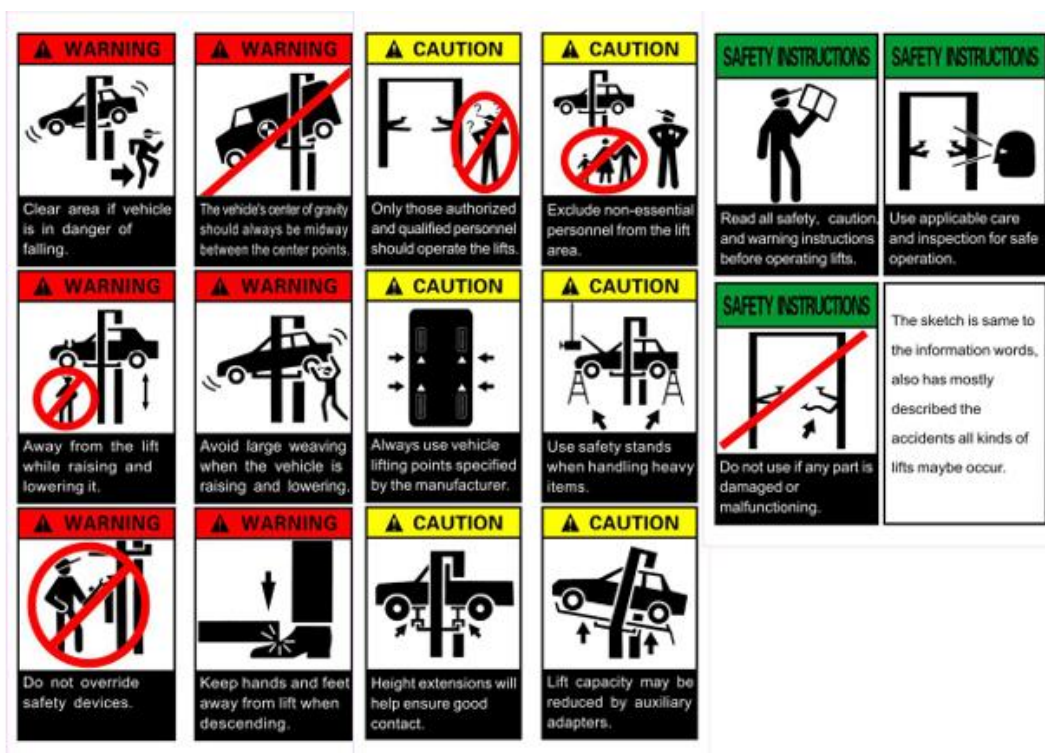 WARNING
Clear area if vehicle
is in danger of
falling.
WARNING
The vehicle's center of gravity
should always be midway
between the center points.
CAUTION
Only those authorized
and qualified personnel
should operate the lifts.
CAUTION
Exclude non-essential
personnel from the lift
area.
SAFETY INSTRUCTIONS
Read all safety, caution,
and warning instructions
before operating lifts.
SAFETY INSTRUCTIONS
Use applicable care
and inspection for safe
operation.
WARNING
Away from the lift
while raising and
lowering it.
WARNING
Avoid large weaving
when the vehicle is
raising and lowering.
CAUTION
Always use vehicle
lifting points specified
by the manufacturer.
CAUTION
Use safety stands
when handling heavy
items.
SAFETY INSTRUCTIONS
Do not use if any part is
damaged or
malfunctioning.
The sketch is same to
the information words,
also has mostly
described the
accidents all kinds of
lifts maybe occur.
WARNING
Do not override
safety devices.
WARNING
Keep hands and feet
away from lift when
descending.
CAUTION
Height extensions will
help ensure good
contact.
CAUTION
Lift capacity may be
reduced by auxiliary
adapters.